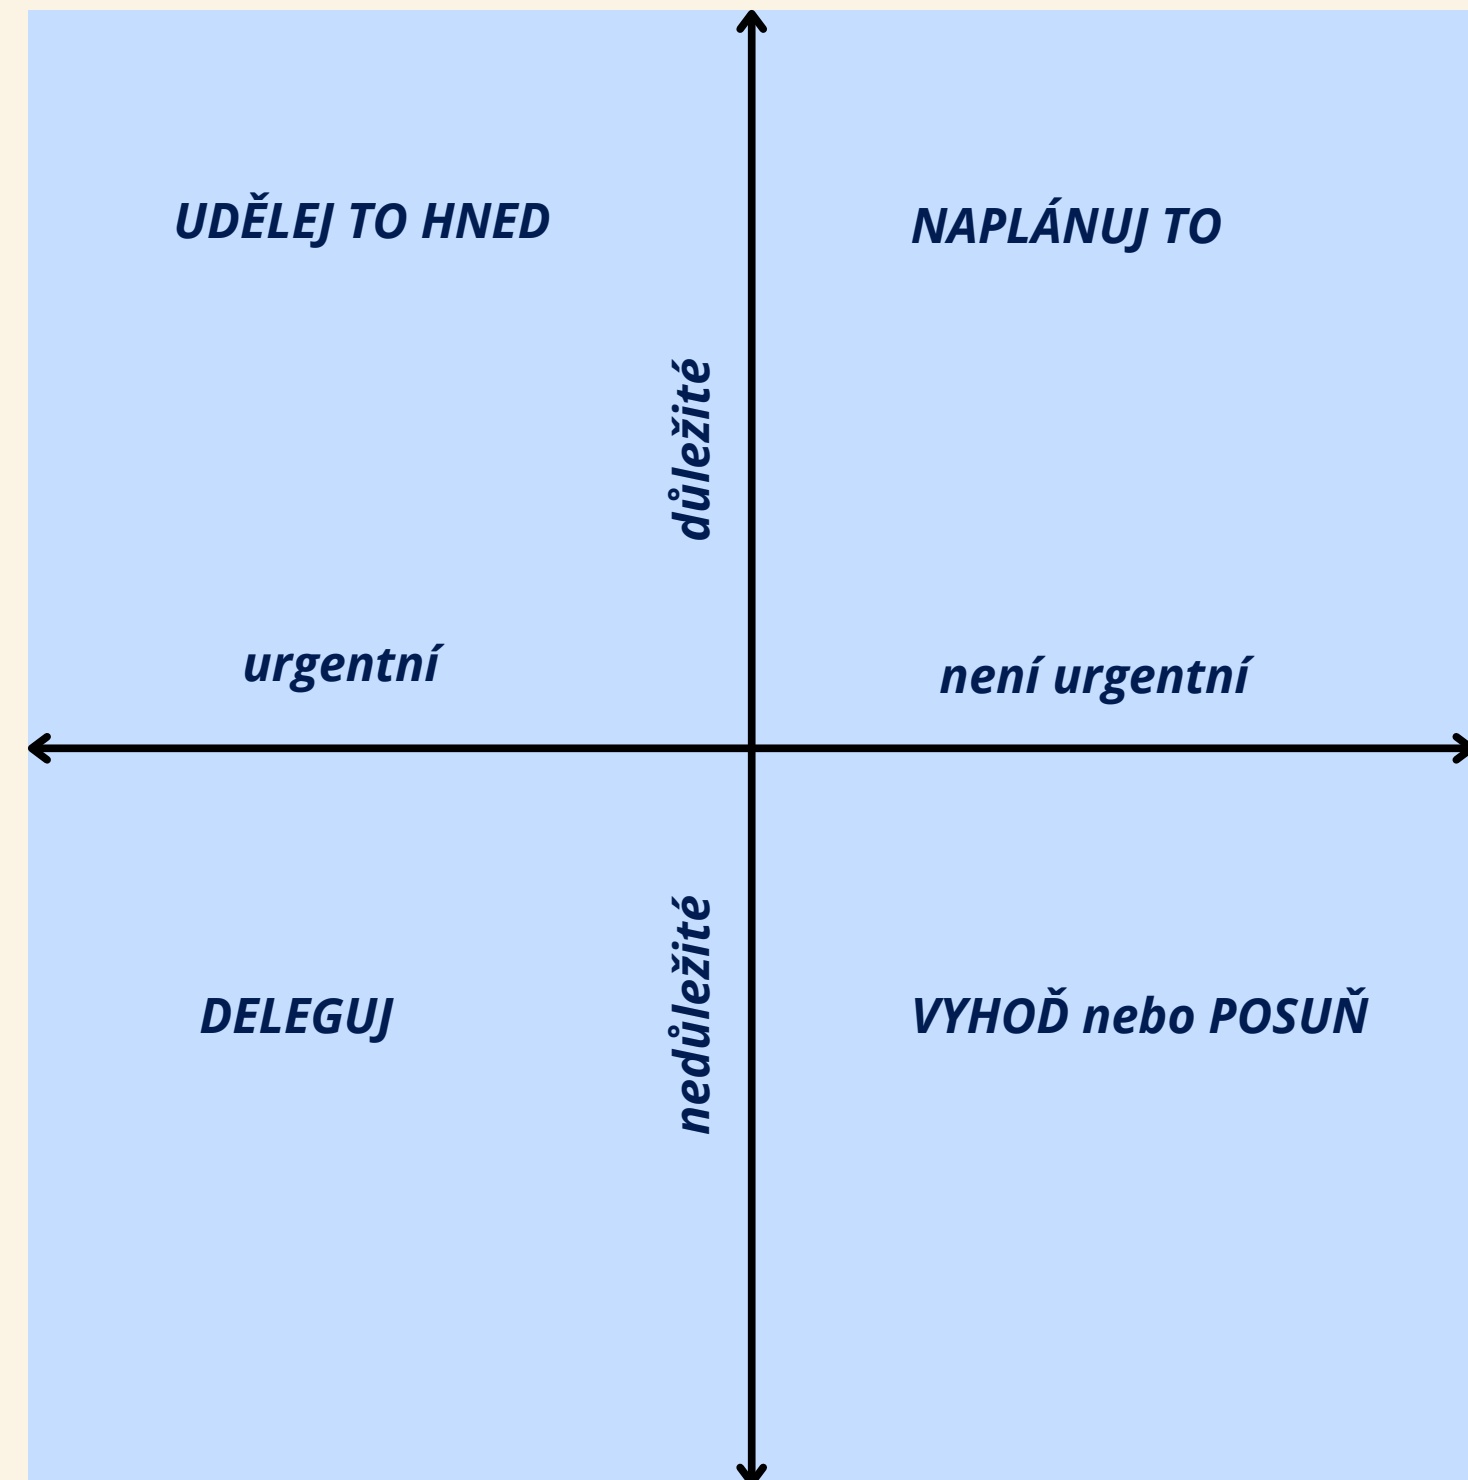 UDĚLEJ TO HNED
NAPLÁNUJ TO
důležité
urgentní
není urgentní
nedůležité
DELEGUJ
VYHOĎ nebo POSUŇ